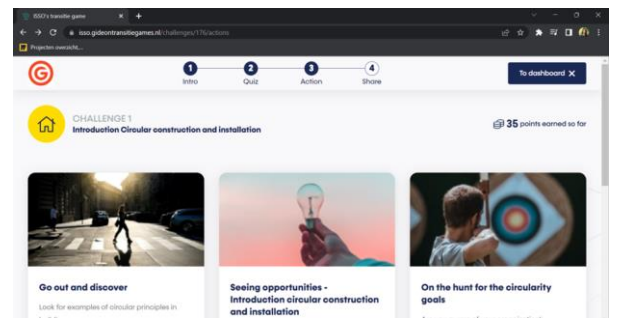 ISSO's transitie game
isso.gideontransitiegames.nl/challenges/176/actions
Projecten overzicht,...
G
1 2 3 4
Intro Quiz Action Share
To dashboard X
CHALLENGE 1
Introduction Circular construction and installation
35 points earned so far
Go out and discover
Look for examples of circular principles in
Seeing opportunities -
Introduction circular construction
and installation
On the hunt for the circularity
goals